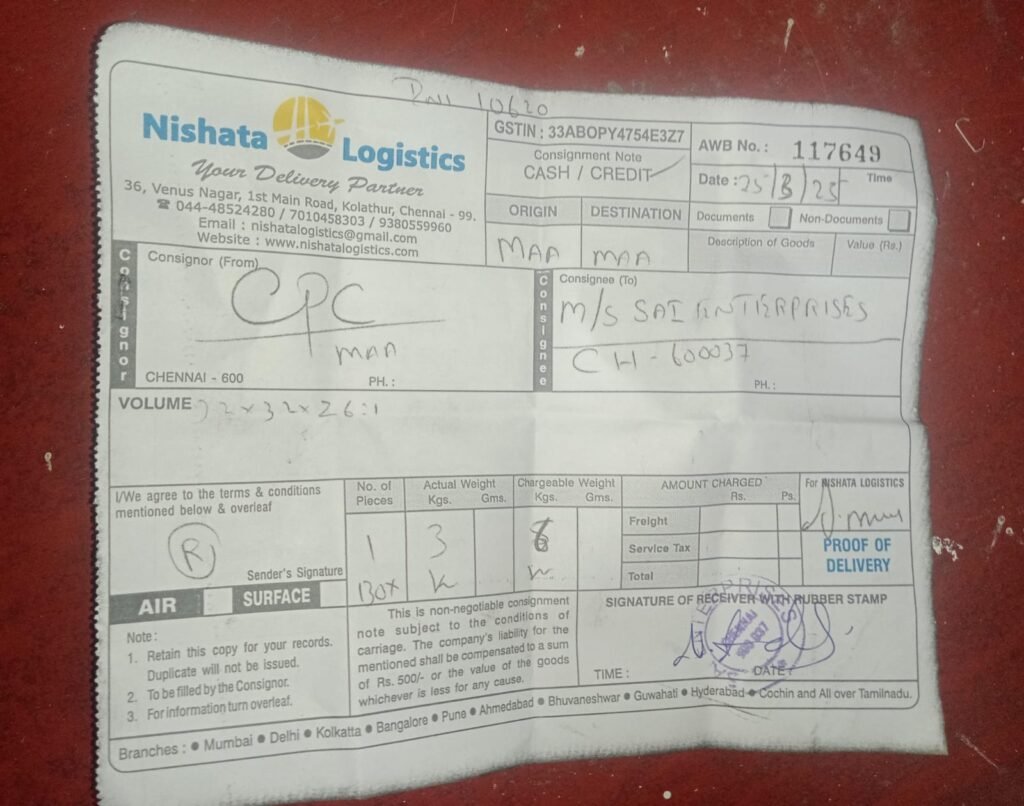 10620
Nishata Logistics
Your Delivery Partner
36, Venus Nagar, 1st Main Road, Kolathur, Chennai - 99.
☎ 044-48524280 / 7010458303 / 9380559960
Email : nishatalogistics@gmail.com
Website : www.nishatalogistics.com
GSTIN : 33ABOPY4754E3Z7
Consignment Note
CASH / CREDIT
AWB No. : 117649
Date : 25/8/25 Time
ORIGIN DESTINATION
MAA MAA
Documents Non-Documents
Description of Goods Value (Rs.)
Consignor
Consignor (From)
CPC
MAA
CHENNAI - 600 PH. :
Consignee
Consignee (To)
M/S SAI ENTERPRISES
CH - 600037
PH. :
VOLUME 32 x 32 x 26 : 1
I/We agree to the terms & conditions
mentioned below & overleaf
R
Sender's Signature
AIR SURFACE
No. of Pieces
1
BOX
Actual Weight
Kgs. Gms.
3
K
Chargeable Weight
Kgs. Gms.
6
K
AMOUNT CHARGED
Rs. Ps.
Freight
Service Tax
Total
For NISHATA LOGISTICS
PROOF OF
DELIVERY
Note :
1. Retain this copy for your records.
Duplicate will not be issued.
2. To be filled by the Consignor.
3. For information turn overleaf.
This is non-negotiable consignment
note subject to the conditions of
carriage. The company's liability for the
mentioned shall be compensated to a sum
of Rs. 500/- or the value of the goods
whichever is less for any cause.
SIGNATURE OF RECEIVER WITH RUBBER STAMP
ENTERPRISES
CHENNAI
600 037
TIME : DATE :
Branches : • Mumbai • Delhi • Kolkatta • Bangalore • Pune • Ahmedabad • Bhuvaneshwar • Guwahati • Hyderabad • Cochin and All over Tamilnadu.